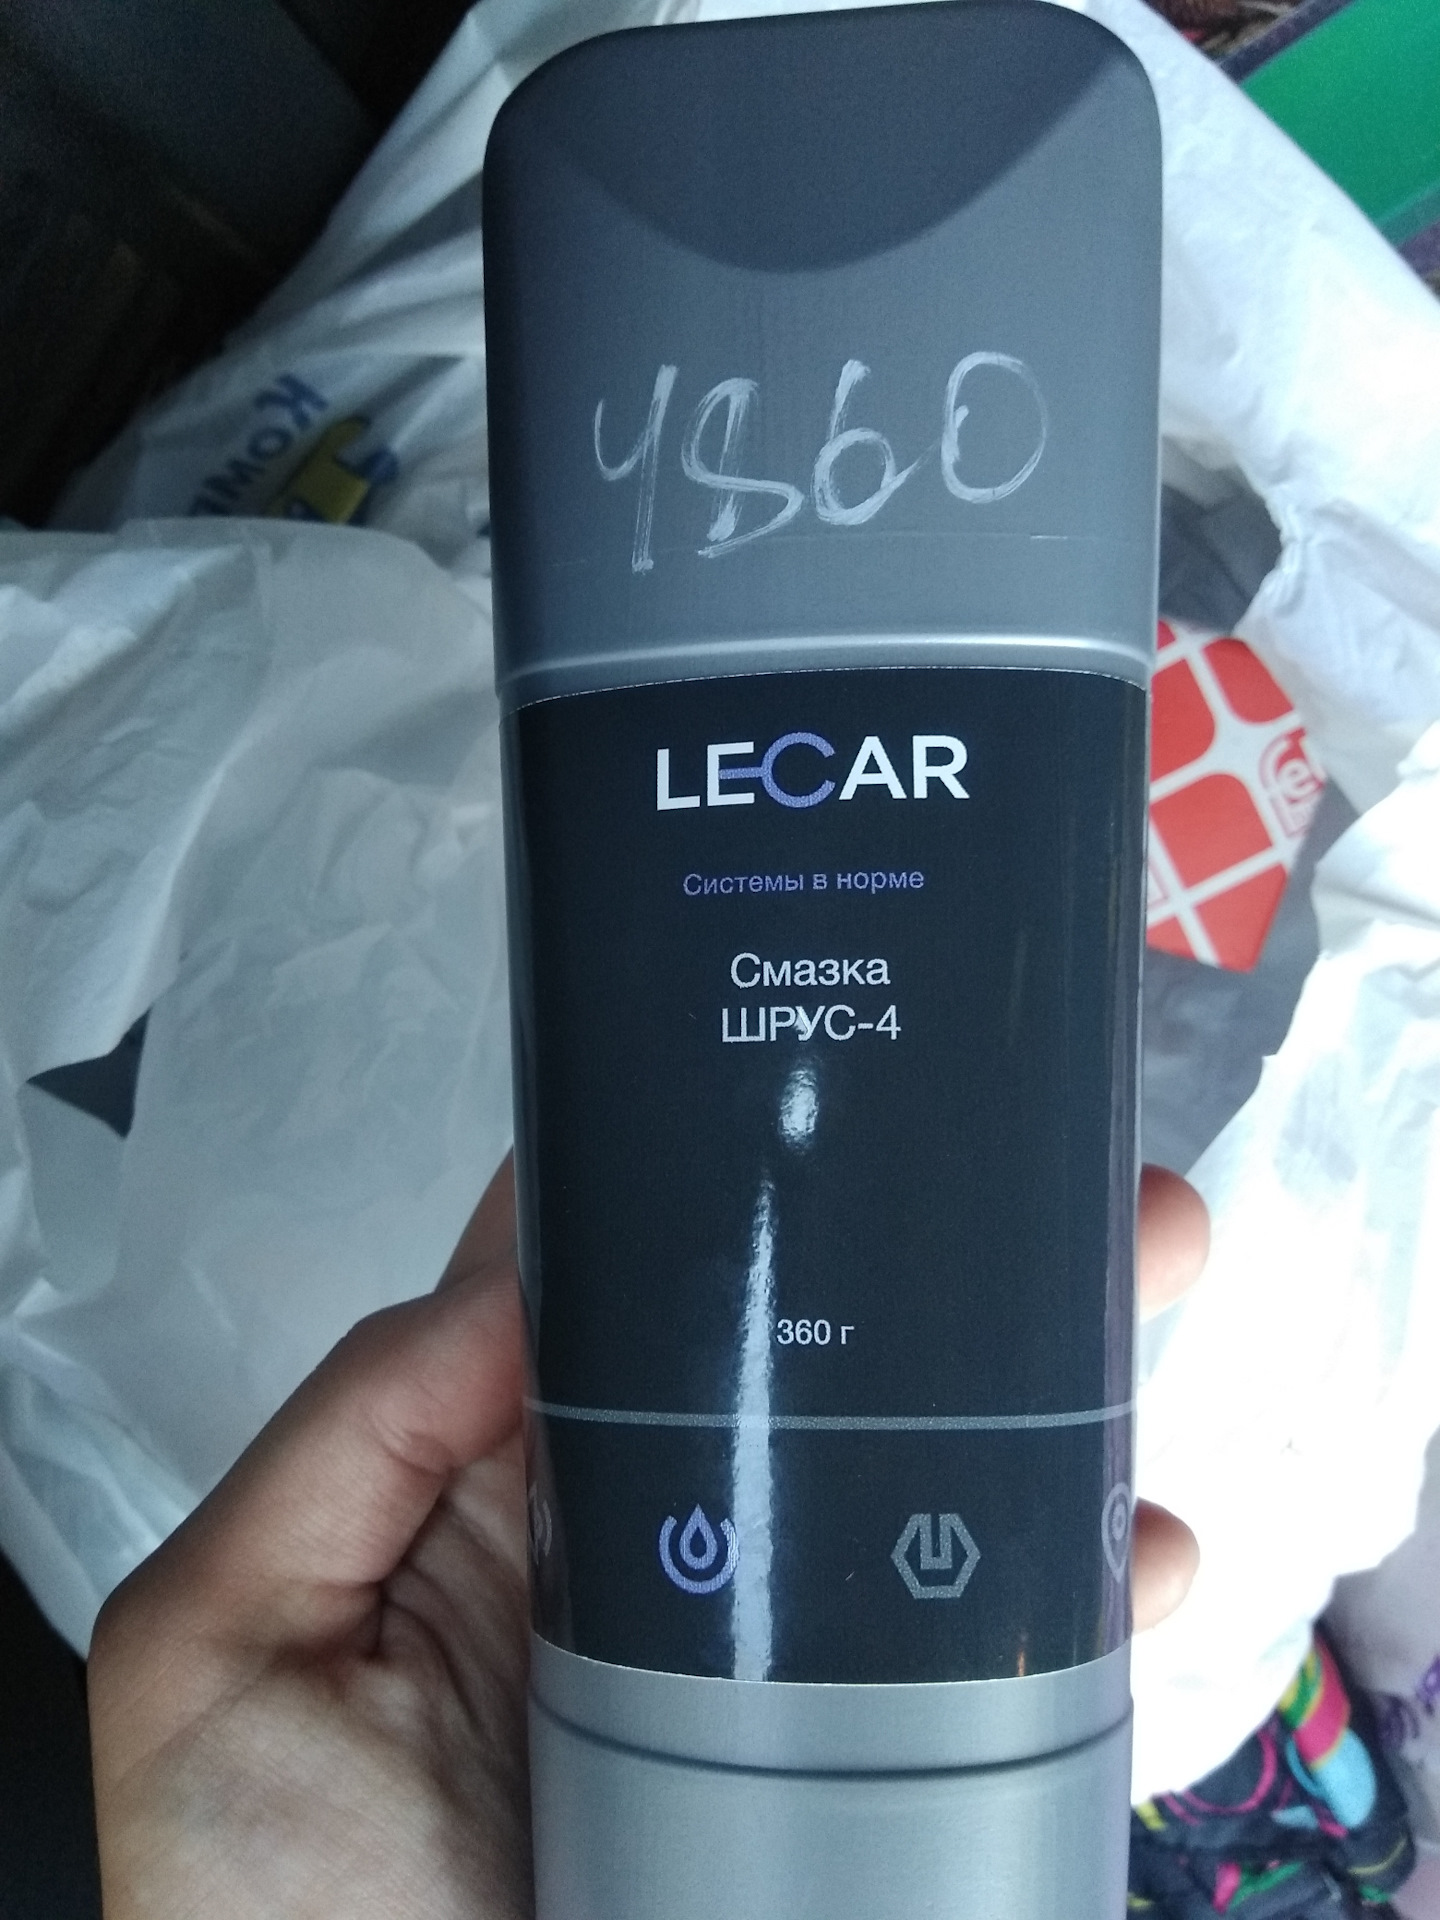 4860
LECAR
Системы в норме
Смазка
ШРУС-4
360 г